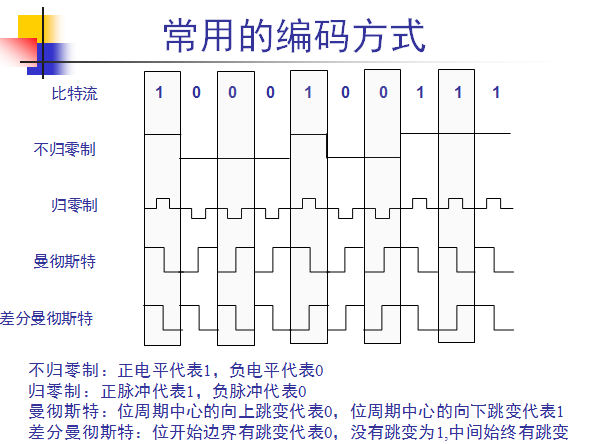 常用的编码方式
比特流 1 0 0 0 1 0 0 1 1 1
不归零制
归零制
曼彻斯特
差分曼彻斯特
不归零制：正电平代表1，负电平代表0
归零制：正脉冲代表1，负脉冲代表0
曼彻斯特：位周期中心的向上跳变代表0，位周期中心的向下跳变代表1
差分曼彻斯特：位开始边界有跳变代表0，没有跳变为1,中间始终有跳变